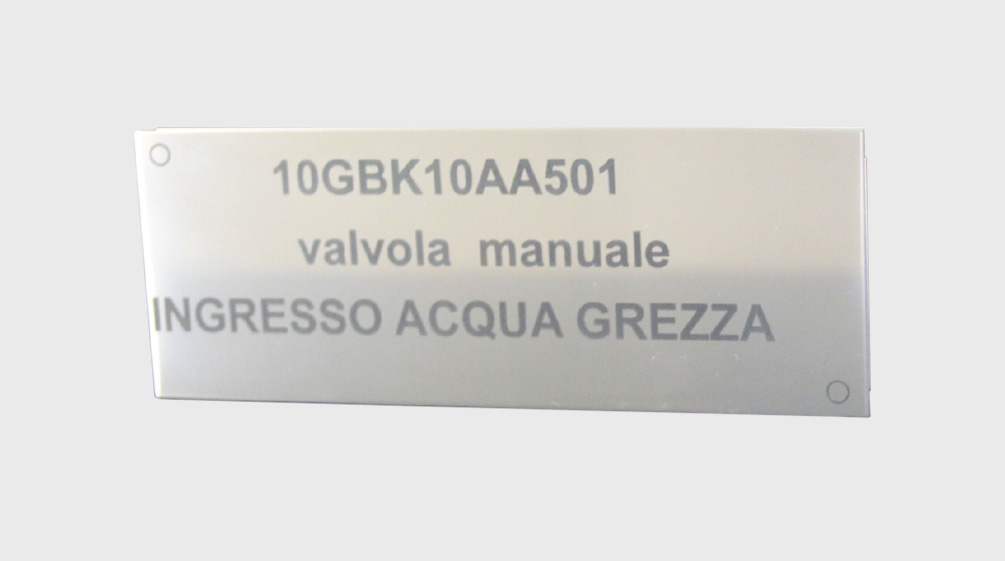 10GBK10AA501
valvola manuale
INGRESSO ACQUA GREZZA